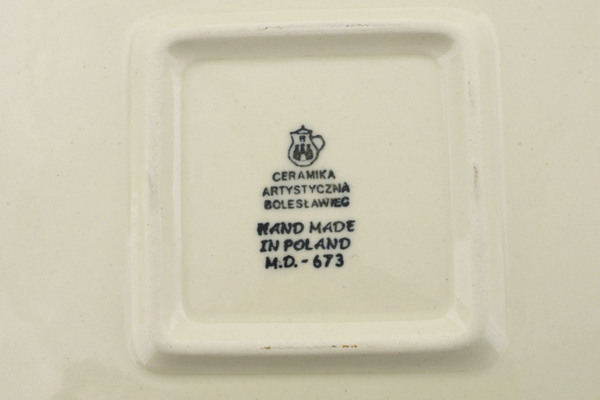 CERAMIKA
ARTYSTYCZNA
BOLESŁAWIEC
HAND MADE
IN POLAND
M.D. - 673